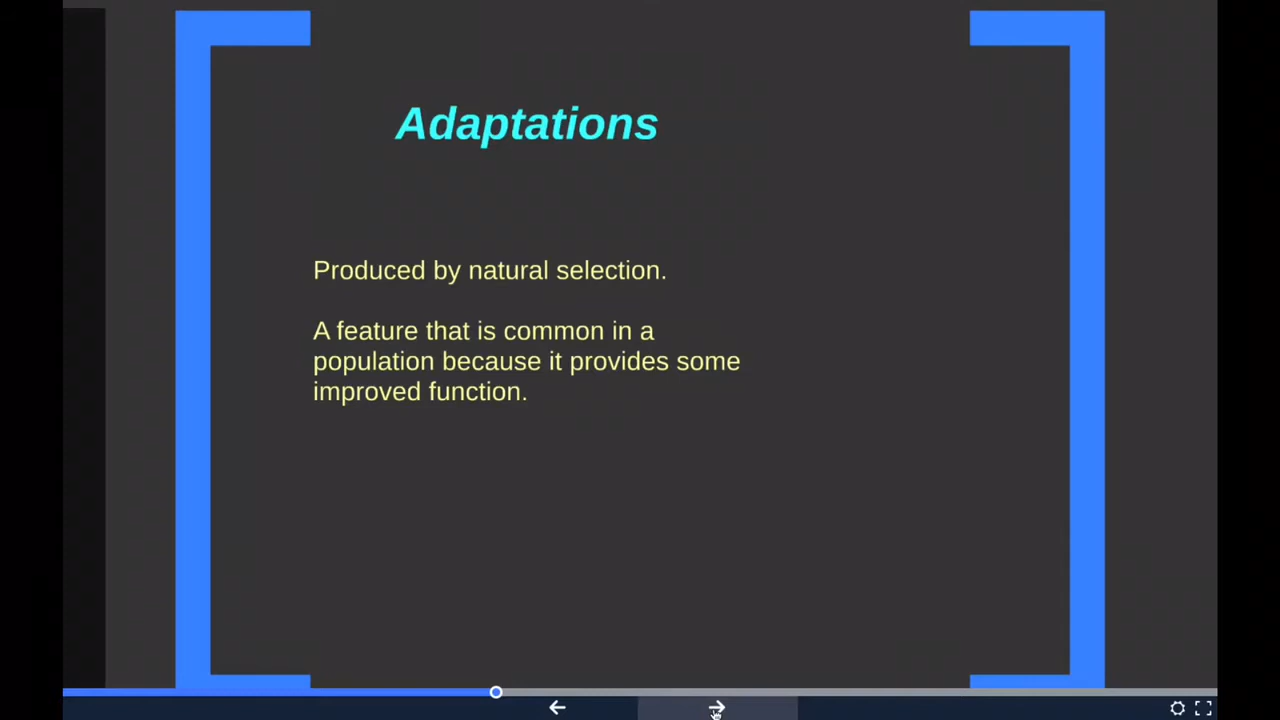 Adaptations
Produced by natural selection.
A feature that is common in a
population because it provides some
improved function.